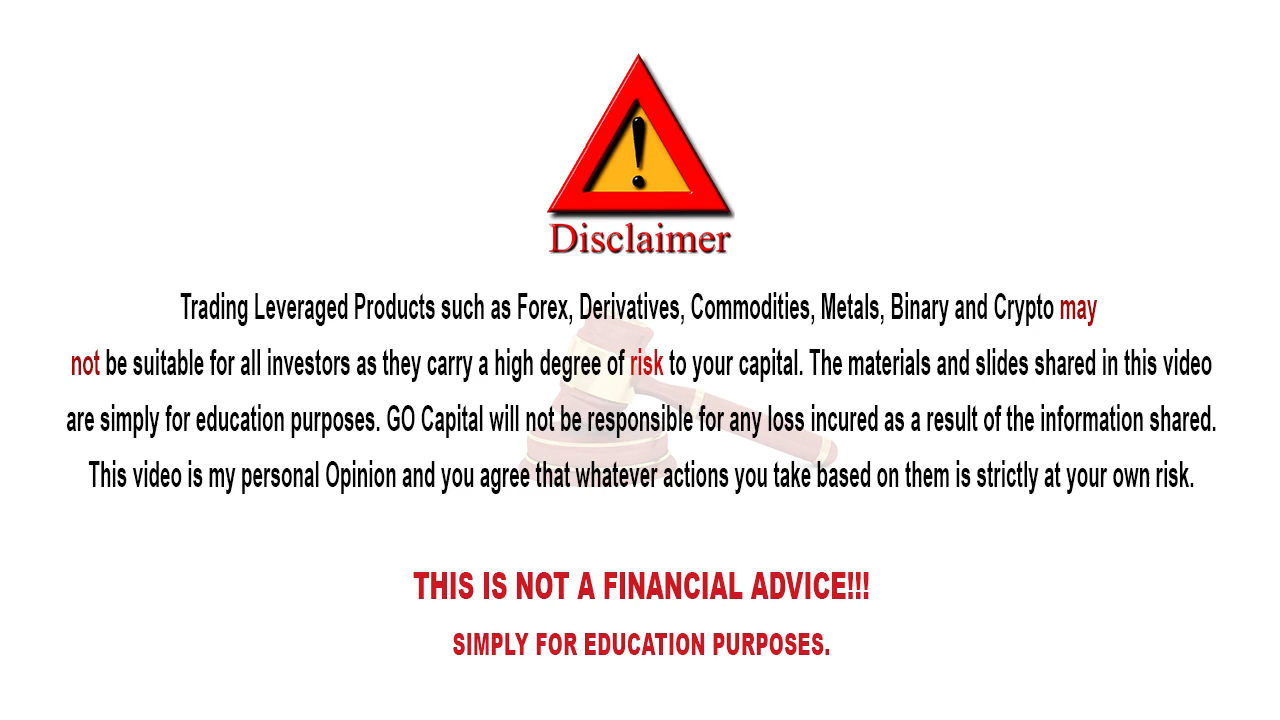 Disclaimer
Trading Leveraged Products such as Forex, Derivatives, Commodities, Metals, Binary and Crypto may
not be suitable for all investors as they carry a high degree of risk to your capital. The materials and slides shared in this video
are simply for education purposes. GO Capital will not be responsible for any loss incured as a result of the information shared.
This video is my personal Opinion and you agree that whatever actions you take based on them is strictly at your own risk.
THIS IS NOT A FINANCIAL ADVICE!!!
SIMPLY FOR EDUCATION PURPOSES.